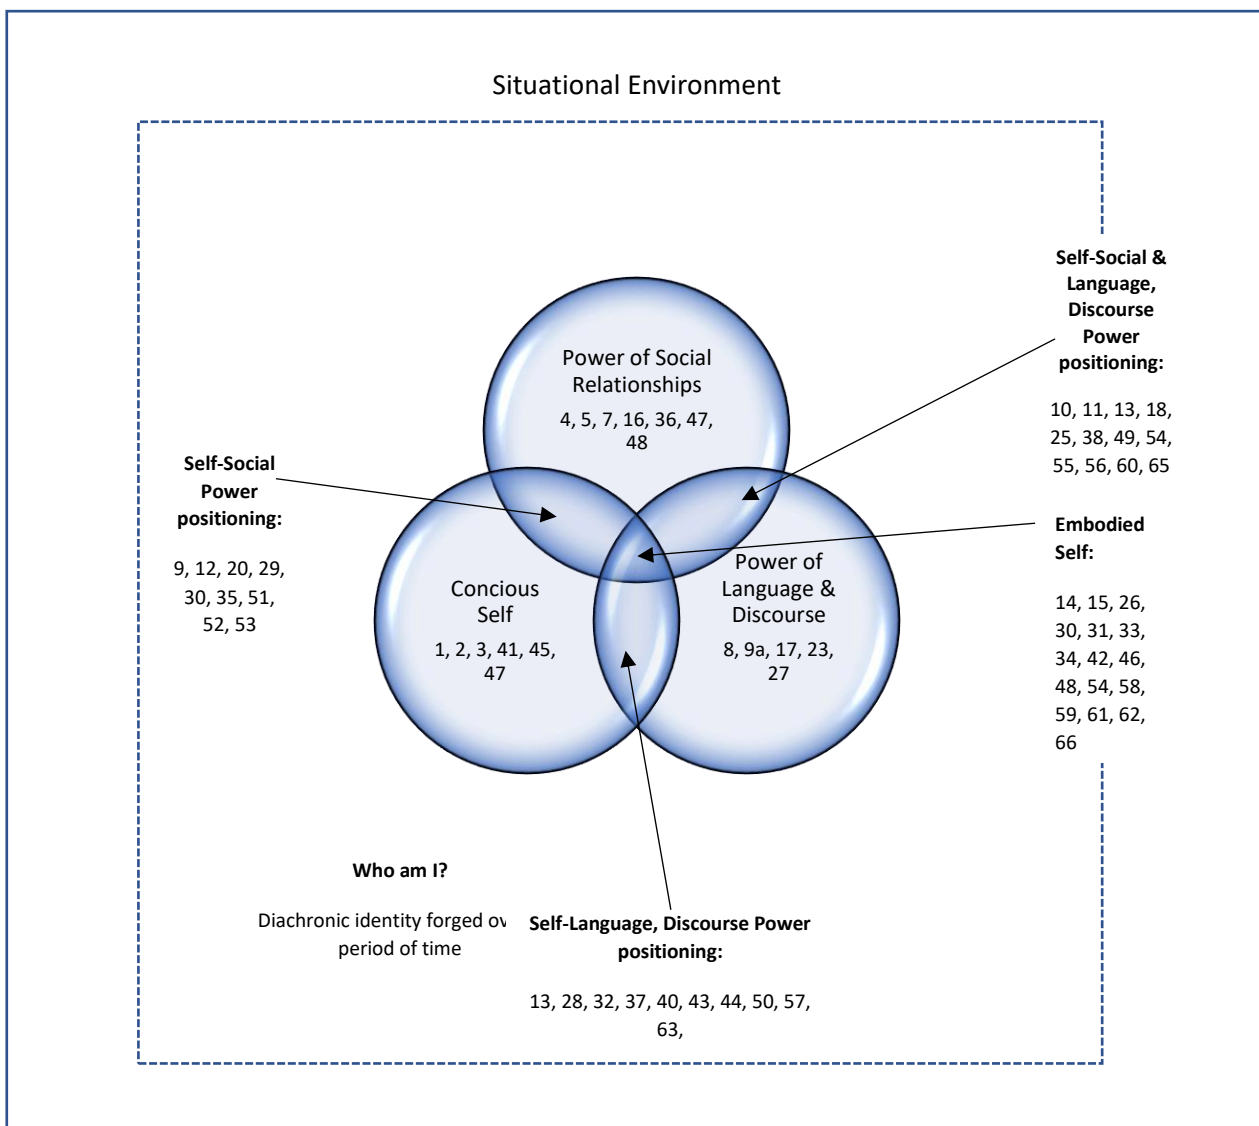 Situational Environment
Self-Social &
Language,
Discourse
Power
positioning:
10, 11, 13, 18,
25, 38, 49, 54,
55, 56, 60, 65
Power of Social
Relationships
4, 5, 7, 16, 36, 47,
48
Self-Social
Power
positioning:
9, 12, 20, 29,
30, 35, 51,
52, 53
Embodied
Self:
14, 15, 26,
30, 31, 33,
34, 42, 46,
48, 54, 58,
59, 61, 62,
66
Concious
Self
1, 2, 3, 41, 45,
47
Power of
Language &
Discourse
8, 9a, 17, 23,
27
Who am I?
Diachronic identity forged
period of time
Self-Language, Discourse Power
positioning:
13, 28, 32, 37, 40, 43, 44, 50, 57,
63,